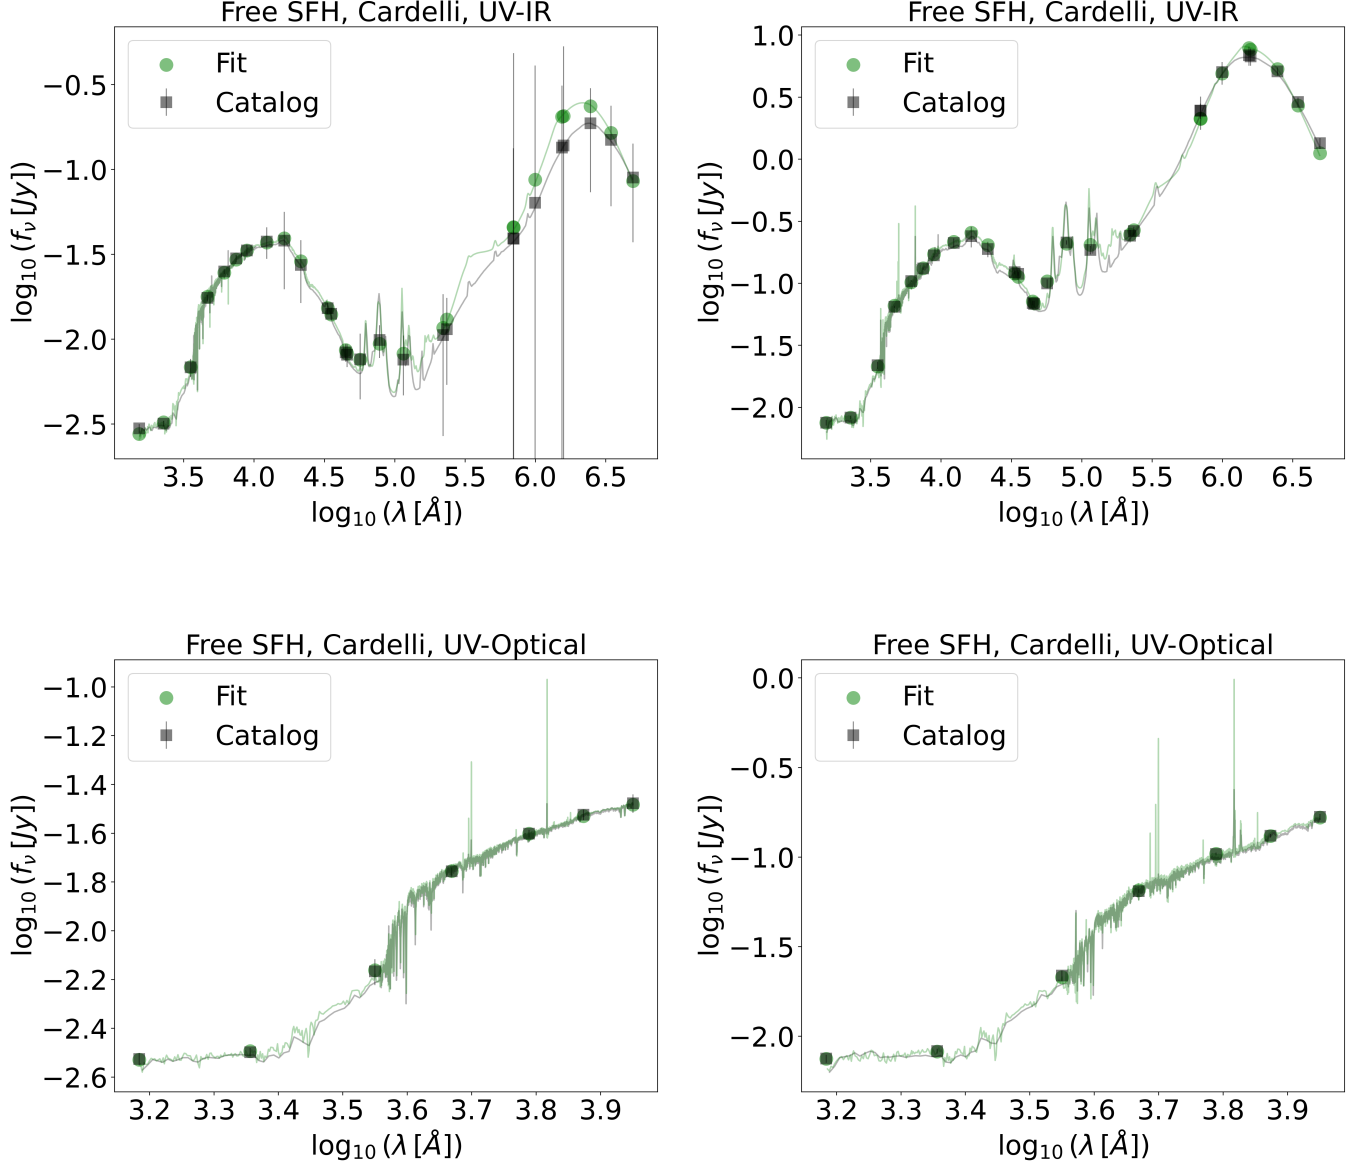 Free SFH, Cardelli, UV-IR
Fit
Catalog
−0.5
−1.0
−1.5
−2.0
−2.5
3.5 4.0 4.5 5.0 5.5 6.0 6.5
log₁₀ (λ [Å])
log₁₀ (fν [Jy])
Free SFH, Cardelli, UV-IR
Fit
Catalog
1.0
0.5
0.0
−0.5
−1.0
−1.5
−2.0
3.5 4.0 4.5 5.0 5.5 6.0 6.5
log₁₀ (λ [Å])
log₁₀ (fν [Jy])
Free SFH, Cardelli, UV-Optical
Fit
Catalog
−1.0
−1.2
−1.4
−1.6
−1.8
−2.0
−2.2
−2.4
−2.6
3.2 3.3 3.4 3.5 3.6 3.7 3.8 3.9
log₁₀ (λ [Å])
log₁₀ (fν [Jy])
Free SFH, Cardelli, UV-Optical
Fit
Catalog
0.0
−0.5
−1.0
−1.5
−2.0
3.2 3.3 3.4 3.5 3.6 3.7 3.8 3.9
log₁₀ (λ [Å])
log₁₀ (fν [Jy])